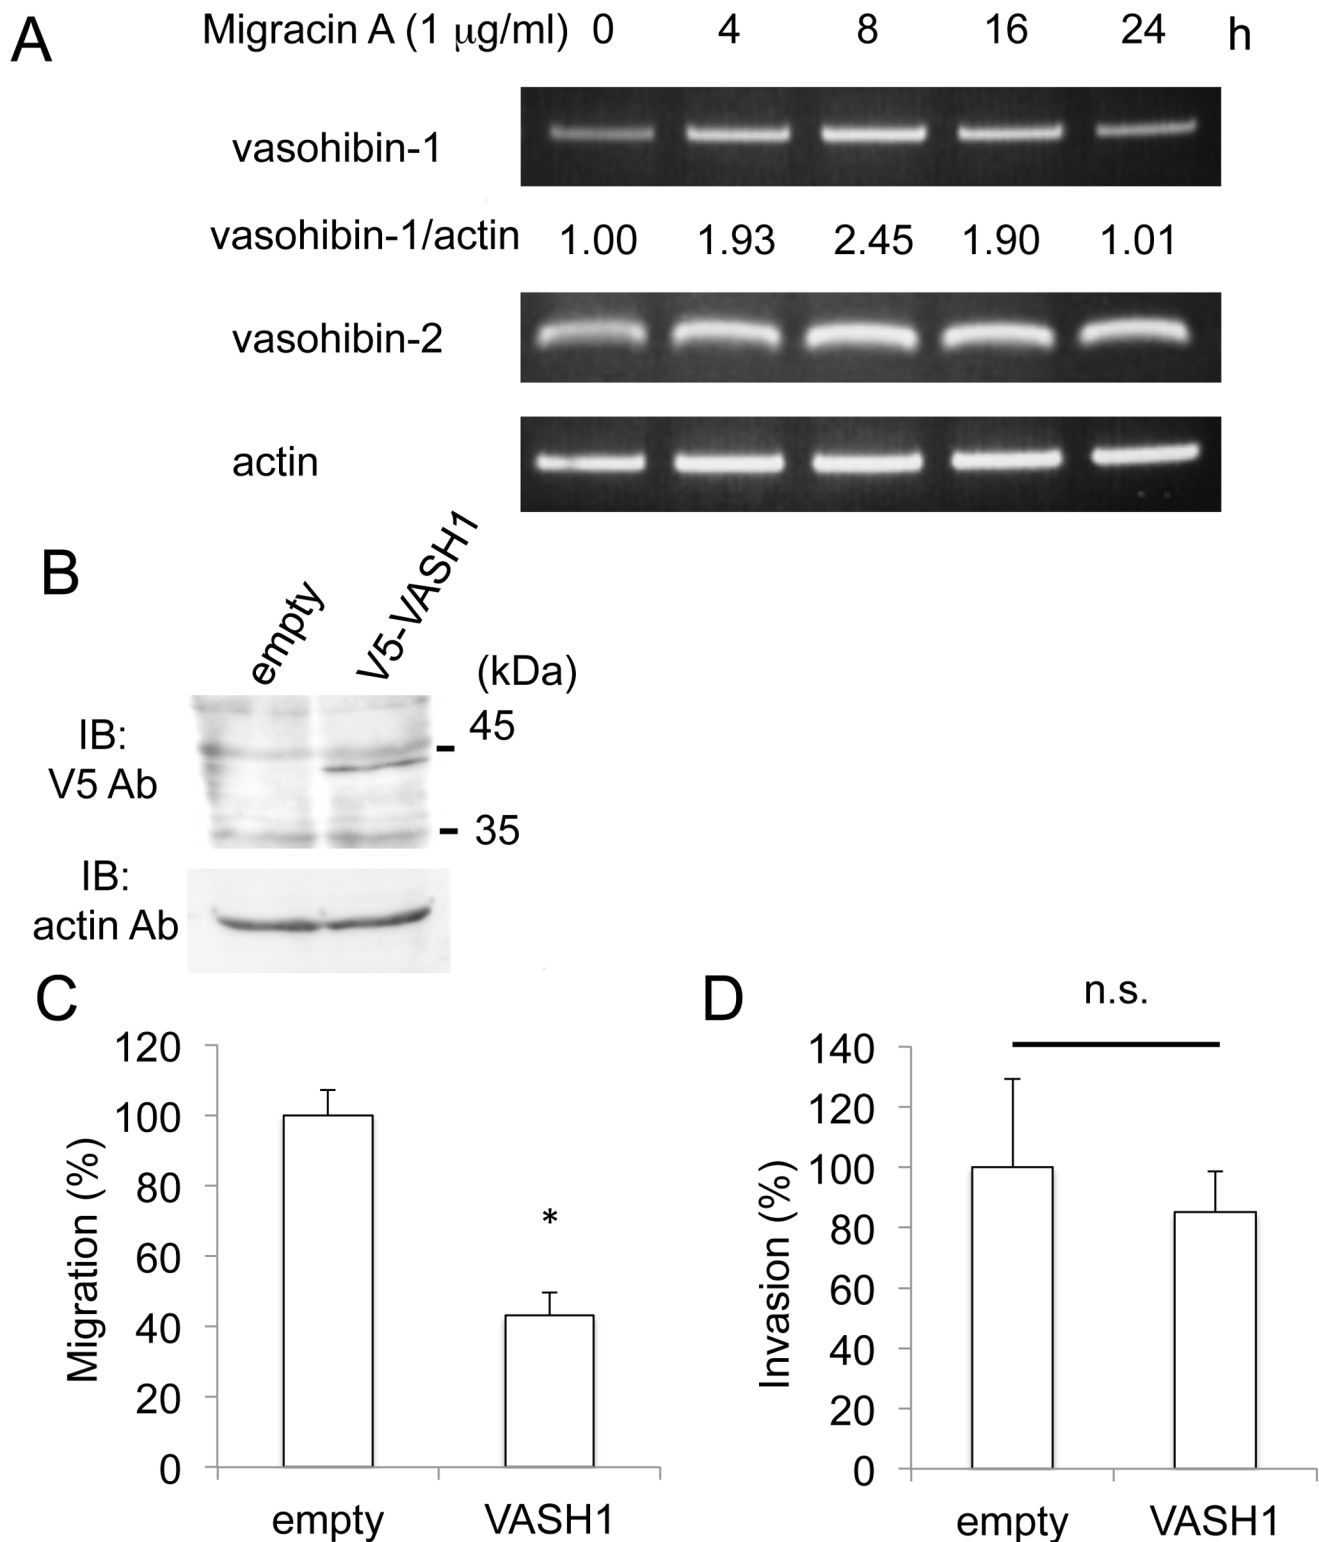 A
Migracin A (1 μg/ml) 0 4 8 16 24 h
vasohibin-1
vasohibin-1/actin 1.00 1.93 2.45 1.90 1.01
vasohibin-2
actin
B
empty V5-VASH1
(kDa)
IB:
V5 Ab
45
35
IB:
actin Ab
C
120
100
80
60
40
20
0
Migration (%)
*
empty VASH1
D
n.s.
140
120
100
80
60
40
20
0
Invasion (%)
empty VASH1